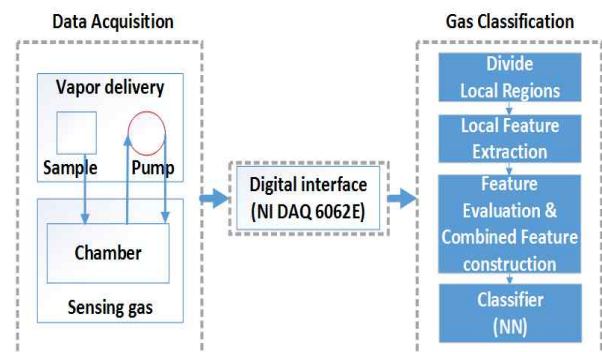 Data Acquisition
Vapor delivery
Sample
Pump
Chamber
Sensing gas
Digital interface
(NI DAQ 6062E)
Gas Classification
Divide
Local Regions
Local Feature
Extraction
Feature
Evaluation &
Combined Feature
construction
Classifier
(NN)